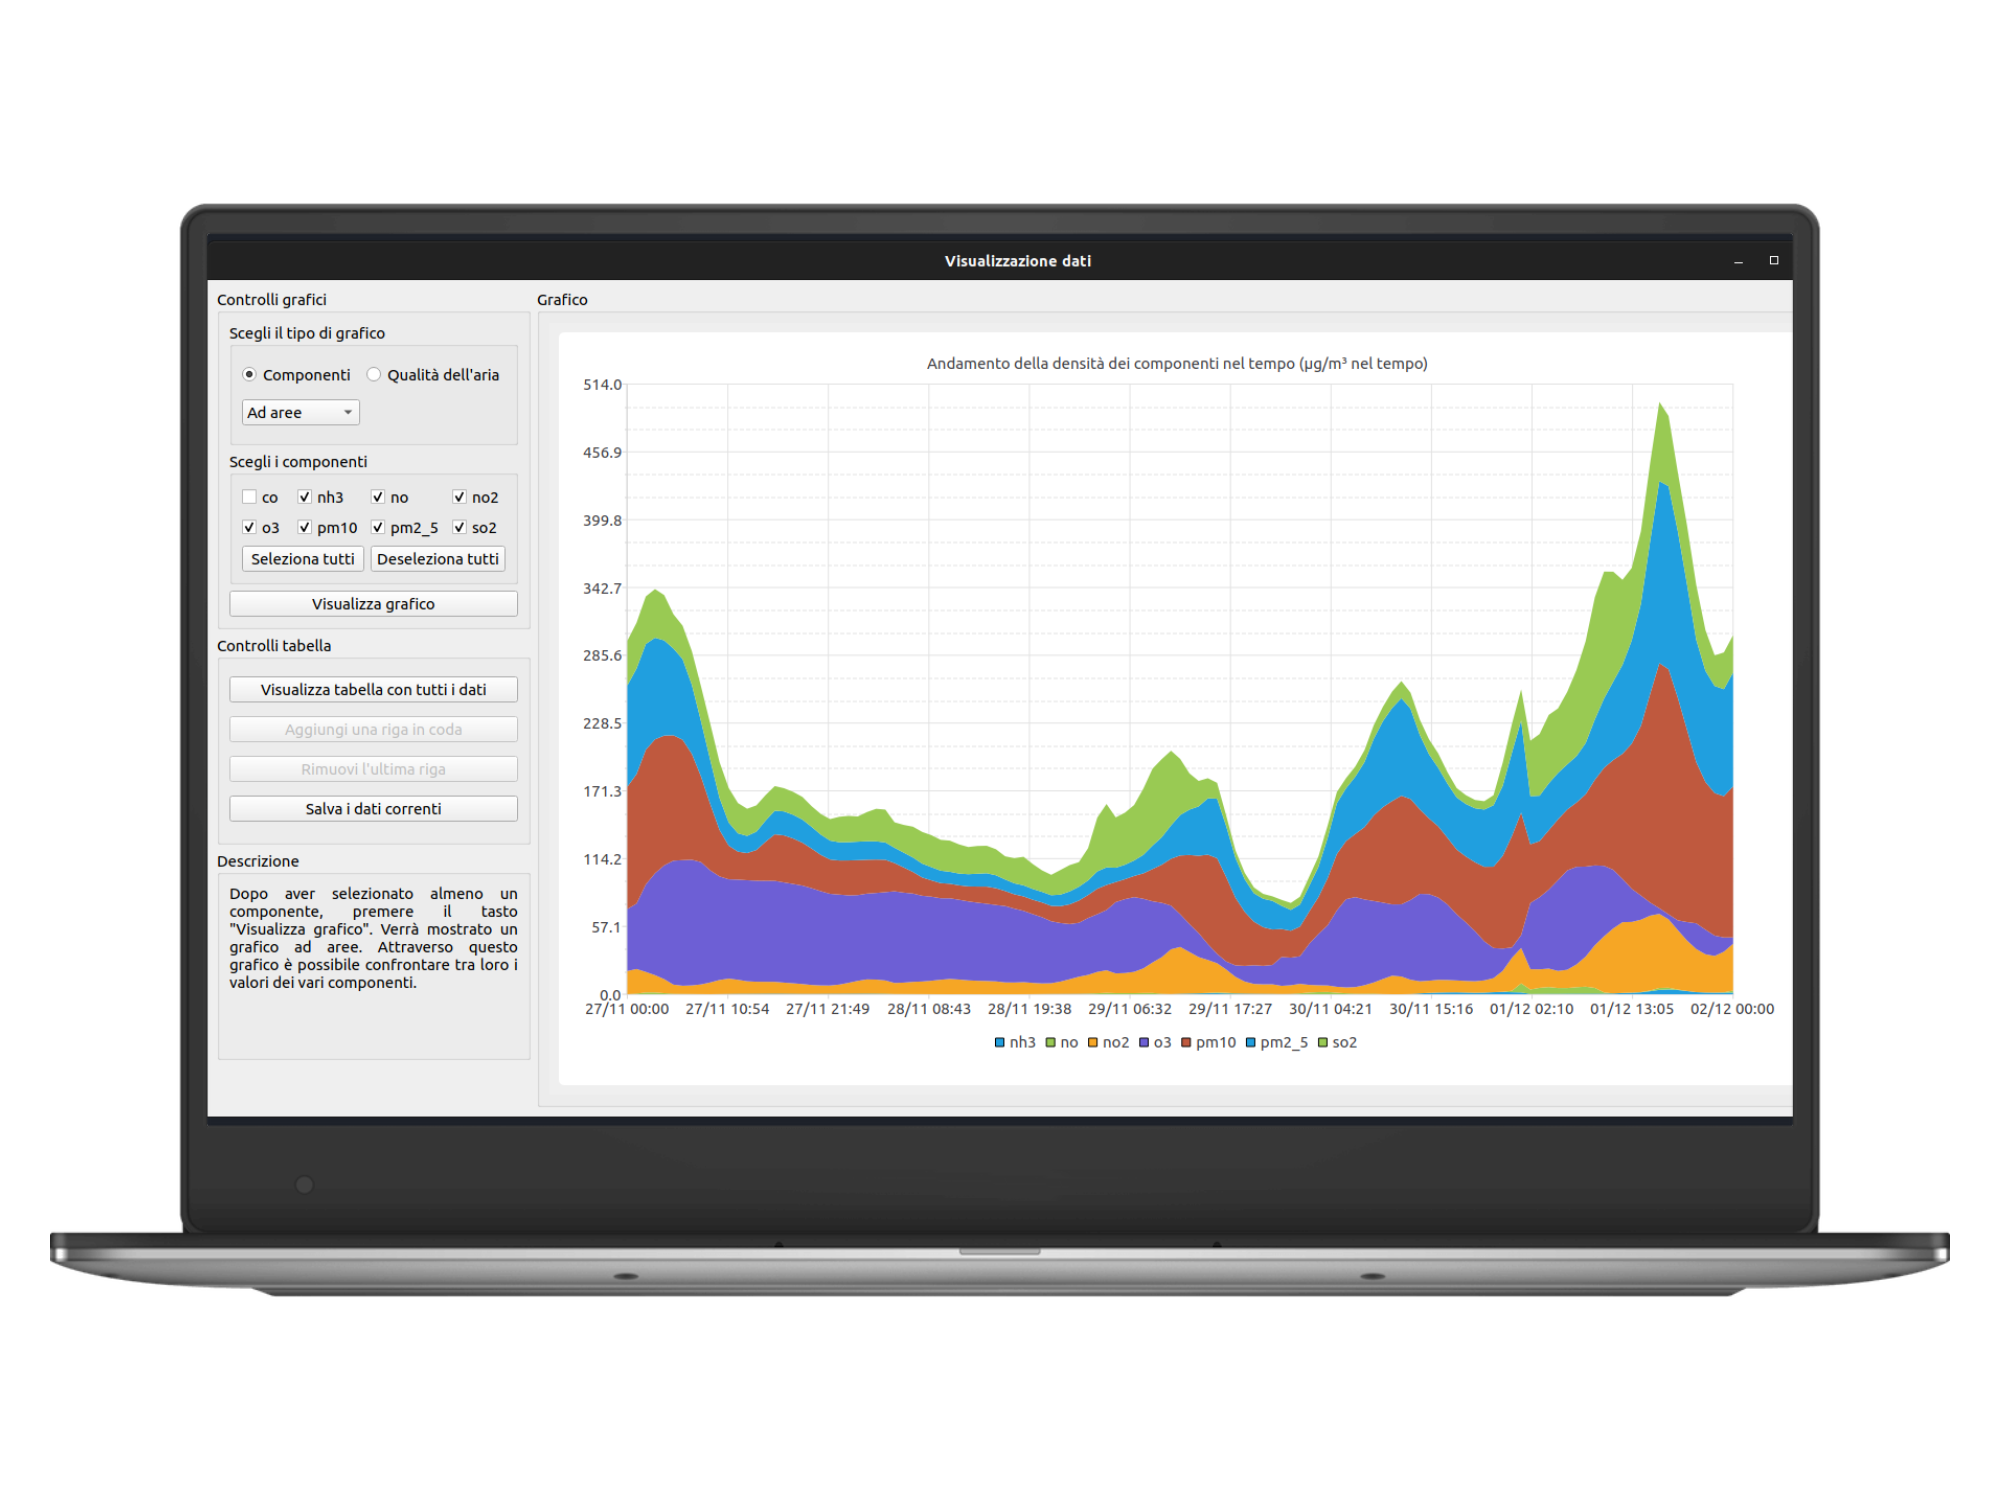 Visualizzazione dati
Controlli grafici
Scegli il tipo di grafico
Componenti
Qualità dell'aria
Ad aree
Scegli i componenti
co
nh3
no
no2
o3
pm10
pm2_5
so2
Seleziona tutti
Deseleziona tutti
Visualizza grafico
Controlli tabella
Visualizza tabella con tutti i dati
Aggiungi una riga in coda
Rimuovi l'ultima riga
Salva i dati correnti
Descrizione
Dopo aver selezionato almeno un
componente, premere il tasto
"Visualizza grafico". Verrà mostrato un
grafico ad aree. Attraverso questo
grafico è possibile confrontare tra loro i
valori dei vari componenti.
Grafico
Andamento della densità dei componenti nel tempo (µg/m³ nel tempo)
514.0
456.9
399.8
342.7
285.6
228.5
171.3
114.2
57.1
0.0
27/11 00:00
27/11 10:54
27/11 21:49
28/11 08:43
28/11 19:38
29/11 06:32
29/11 17:27
30/11 04:21
30/11 15:16
01/12 02:10
01/12 13:05
02/12 00:00
nh3
no
no2
o3
pm10
pm2_5
so2